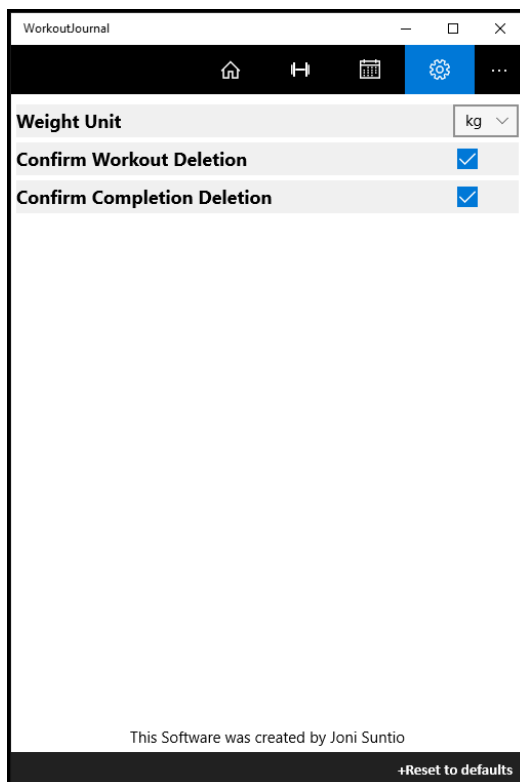 WorkoutJournal
Weight Unit kg
Confirm Workout Deletion
Confirm Completion Deletion
This Software was created by Joni Suntio
+Reset to defaults